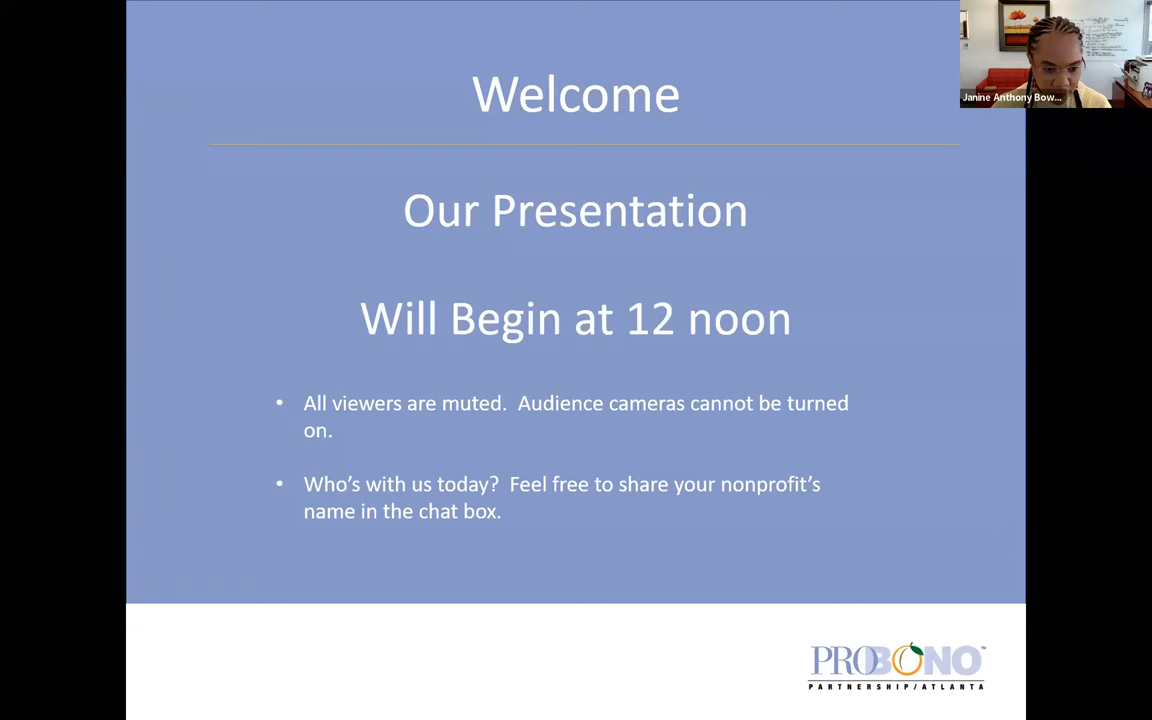 Welcome
Janine Anthony Bow...
Our Presentation
Will Begin at 12 noon
• All viewers are muted.  Audience cameras cannot be turned
on.
• Who's with us today?  Feel free to share your nonprofit's
name in the chat box.
PROBONO™
PARTNERSHIP/ATLANTA